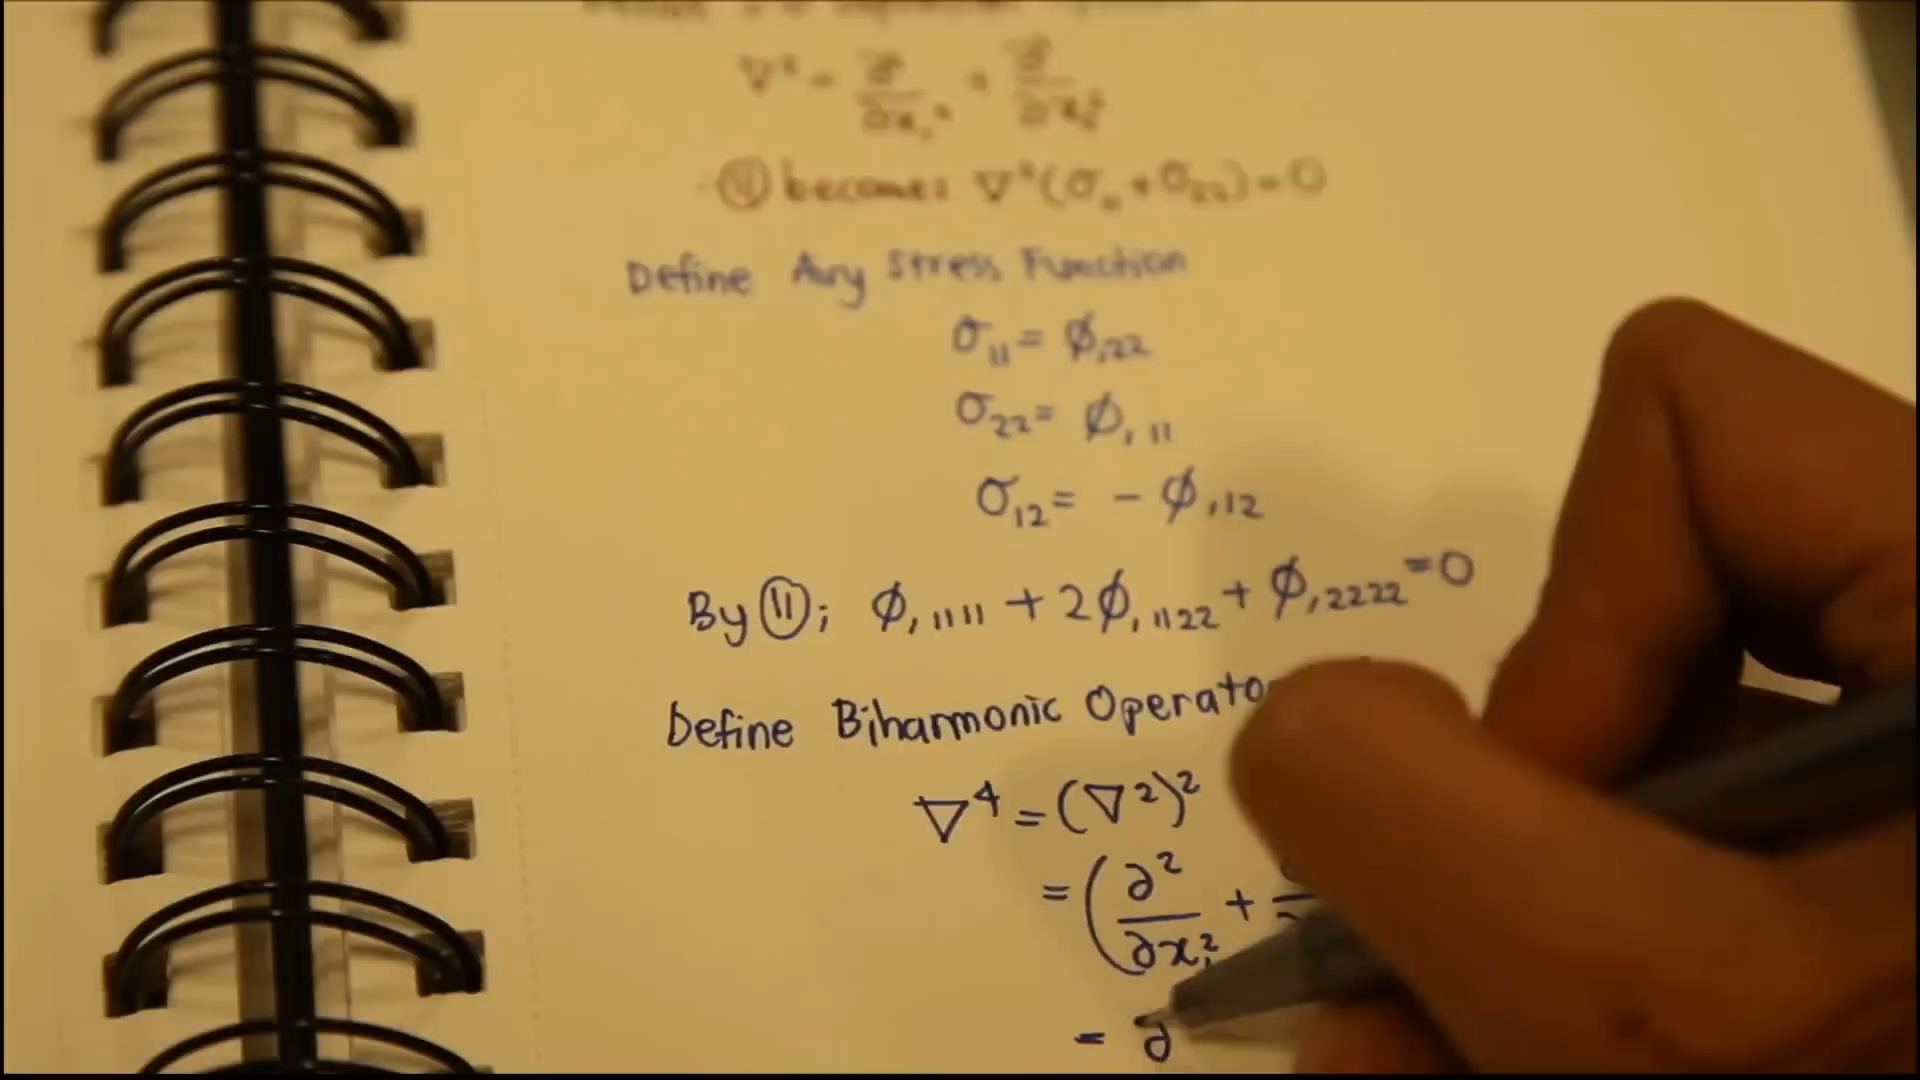 ∇² = ∂²/∂x₁² + ∂²/∂x₂²
⑪ becomes ∇²(σ₁₁ + σ₂₂) = 0
Define Airy Stress Function
σ₁₁ = ϕ,₂₂
σ₂₂ = ϕ,₁₁
σ₁₂ = - ϕ,₁₂
By ⑪; ϕ,₁₁₁₁ + 2ϕ,₁₁₂₂ + ϕ,₂₂₂₂ = 0
Define Biharmonic Operato
∇⁴ = (∇²)²
= (∂²/∂x₁² +
= ∂